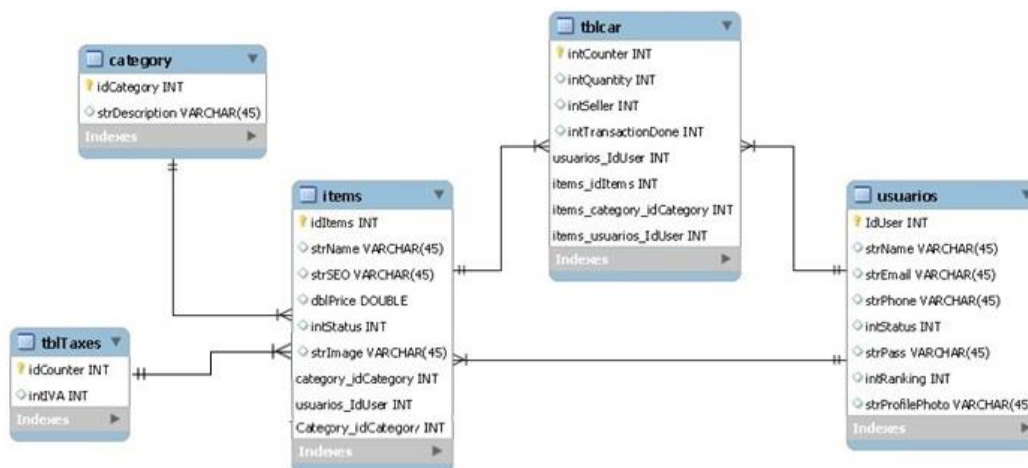 category
idCategory INT
strDescription VARCHAR(45)
Indexes
tblTaxes
idCounter INT
intIVA INT
Indexes
items
idItems INT
strName VARCHAR(45)
strSEO VARCHAR(45)
dblPrice DOUBLE
intStatus INT
strImage VARCHAR(45)
category_idCategory INT
usuarios_IdUser INT
Category_idCategory INT
Indexes
tblcar
intCounter INT
intQuantity INT
intSeller INT
intTransactionDone INT
usuarios_IdUser INT
items_idItems INT
items_category_idCategory INT
items_usuarios_IdUser INT
Indexes
usuarios
IdUser INT
strName VARCHAR(45)
strEmail VARCHAR(45)
strPhone VARCHAR(45)
intStatus INT
strPass VARCHAR(45)
intRanking INT
strProfilePhoto VARCHAR(45
Indexes